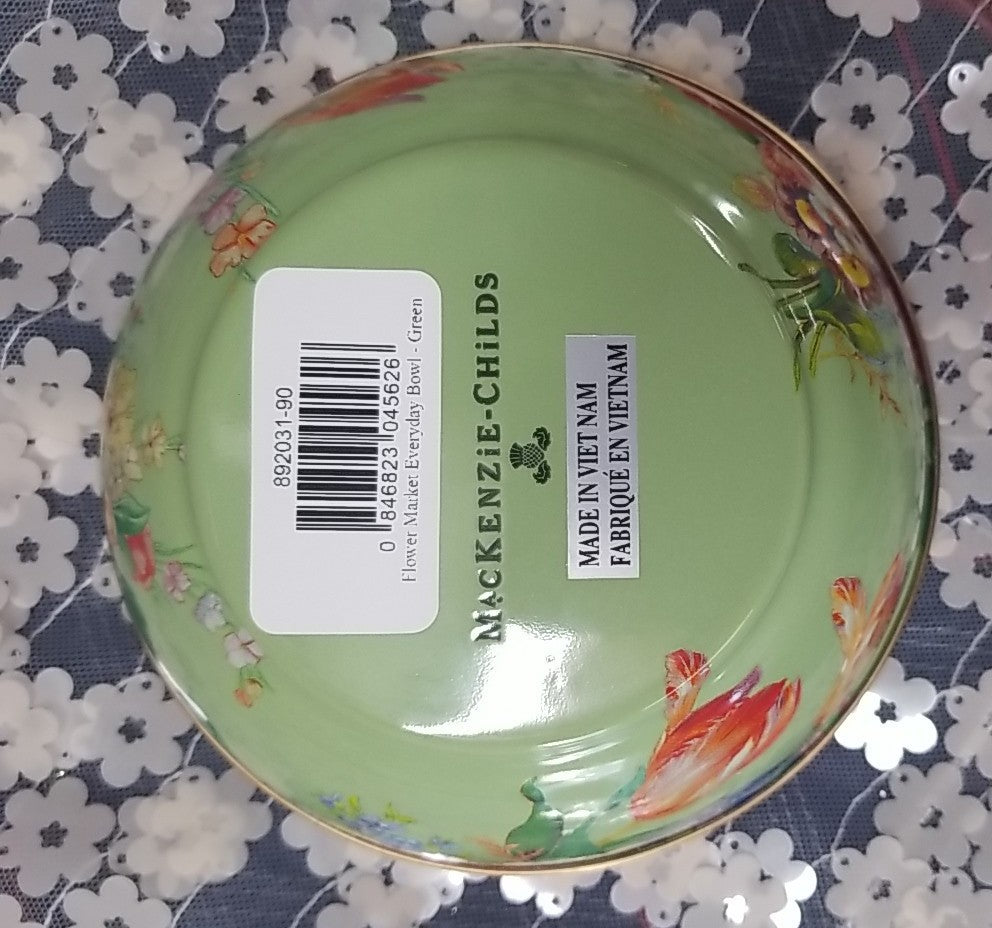 892031-90
0 846823 045626
Flower Market Everyday Bowl - Green
MACKENZiE-CHiLDS
MADE IN VIET NAM
FABRIQUÉ EN VIETNAM